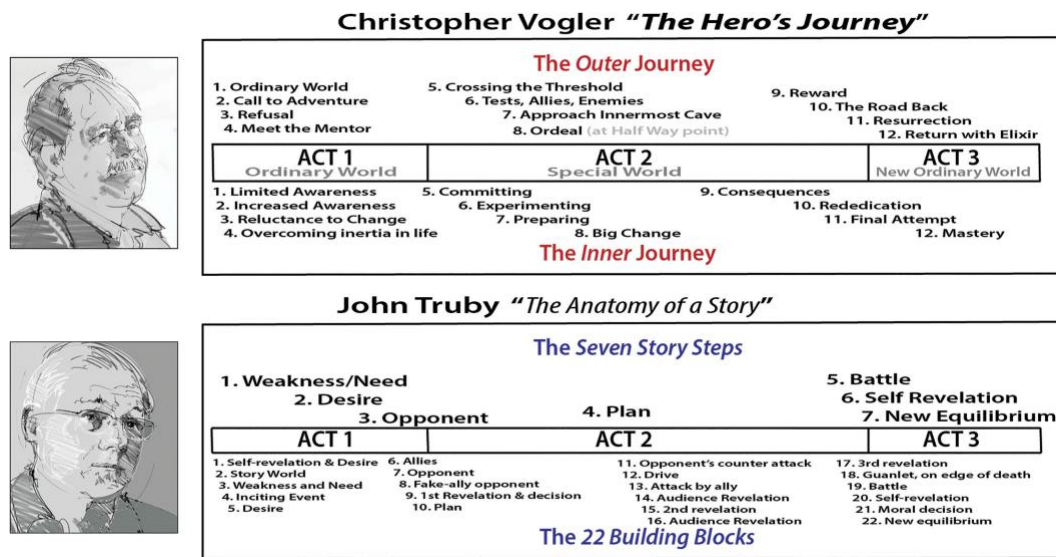 Christopher Vogler "The Hero's Journey"
The Outer Journey
1. Ordinary World
2. Call to Adventure
3. Refusal
4. Meet the Mentor
5. Crossing the Threshold
6. Tests, Allies, Enemies
7. Approach Innermost Cave
8. Ordeal (at Half Way point)
9. Reward
10. The Road Back
11. Resurrection
12. Return with Elixir
ACT 1
Ordinary World
ACT 2
Special World
ACT 3
New Ordinary World
1. Limited Awareness
2. Increased Awareness
3. Reluctance to Change
4. Overcoming inertia in life
5. Committing
6. Experimenting
7. Preparing
8. Big Change
9. Consequences
10. Rededication
11. Final Attempt
12. Mastery
The Inner Journey
John Truby "The Anatomy of a Story"
The Seven Story Steps
1. Weakness/Need
2. Desire
3. Opponent
4. Plan
5. Battle
6. Self Revelation
7. New Equilibrium
ACT 1
ACT 2
ACT 3
1. Self-revelation & Desire
2. Story World
3. Weakness and Need
4. Inciting Event
5. Desire
6. Allies
7. Opponent
8. Fake-ally opponent
9. 1st Revelation & decision
10. Plan
11. Opponent's counter attack
12. Drive
13. Attack by ally
14. Audience Revelation
15. 2nd revelation
16. Audience Revelation
17. 3rd revelation
18. Guanlet, on edge of death
19. Battle
20. Self-revelation
21. Moral decision
22. New equilibrium
The 22 Building Blocks